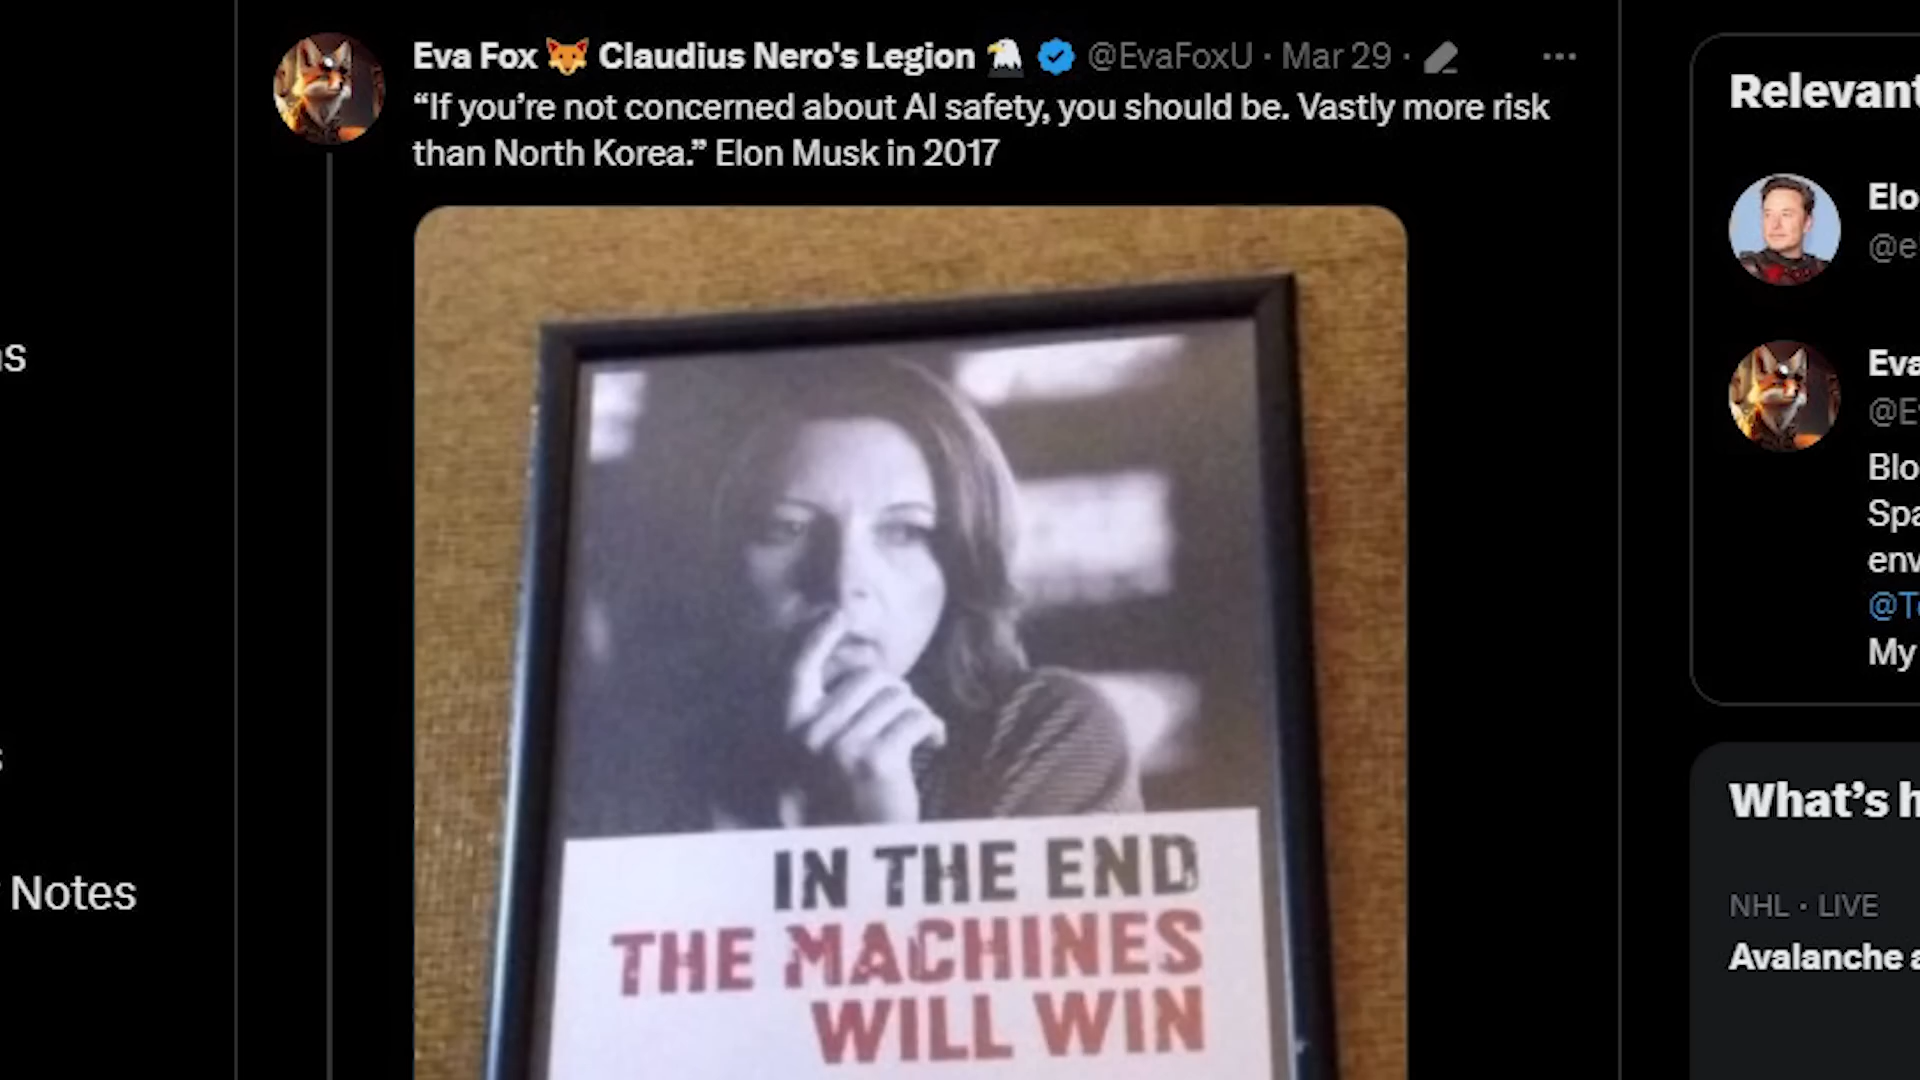 Eva Fox 🦊 Claudius Nero's Legion @EvaFoxU · Mar 29 ·
“If you’re not concerned about AI safety, you should be. Vastly more risk
than North Korea.” Elon Musk in 2017
IN THE END
THE MACHINES
WILL WIN
Notes
Relevant
Elo
@e
Eva
Blo
Spa
env
My
What’s h
NHL · LIVE
Avalanche a